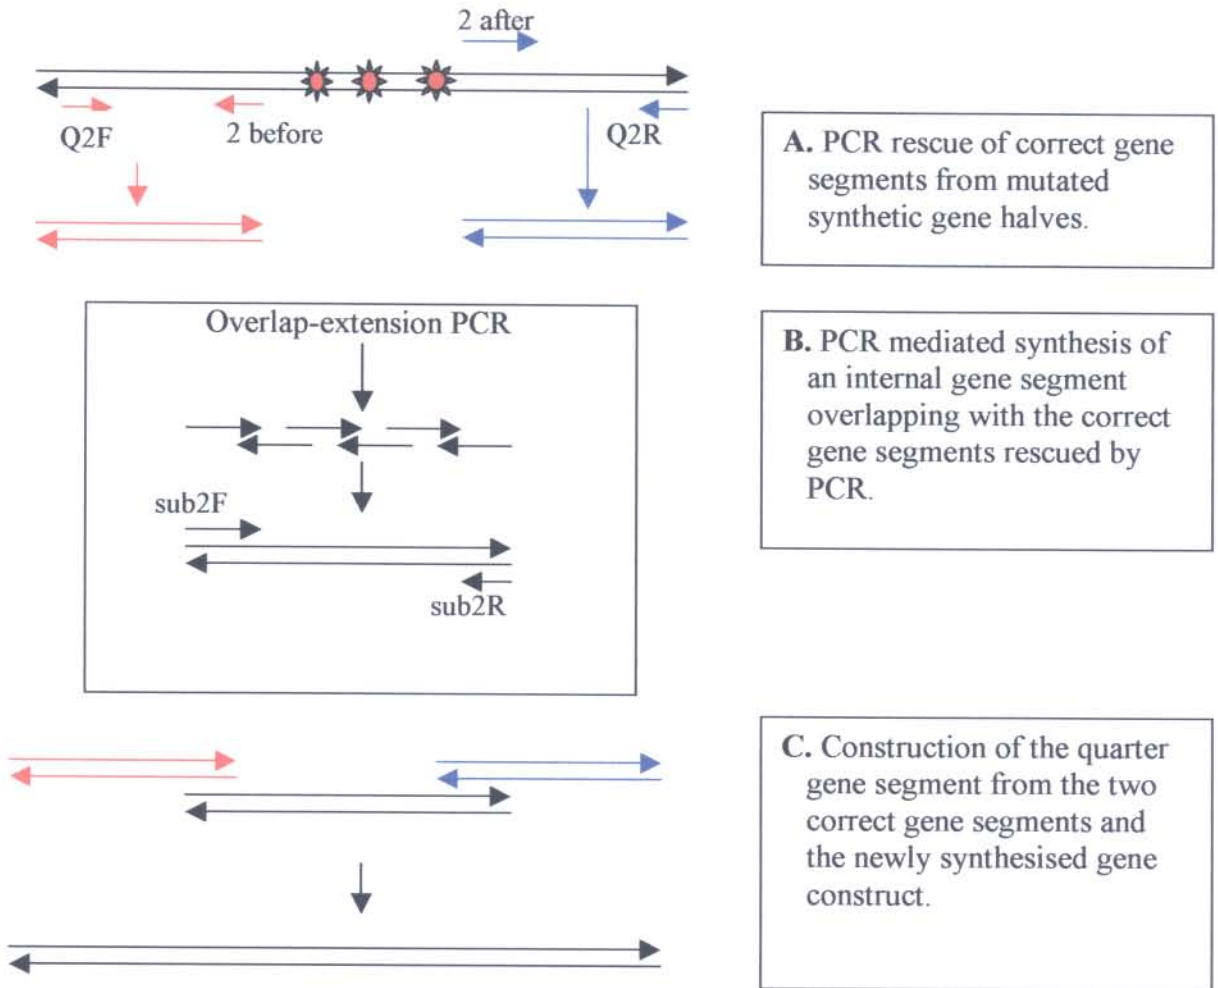 2 after
Q2F
2 before
Q2R
A. PCR rescue of correct gene
segments from mutated
synthetic gene halves.
Overlap-extension PCR
sub2F
sub2R
B. PCR mediated synthesis of
an internal gene segment
overlapping with the correct
gene segments rescued by
PCR.
C. Construction of the quarter
gene segment from the two
correct gene segments and
the newly synthesised gene
construct.